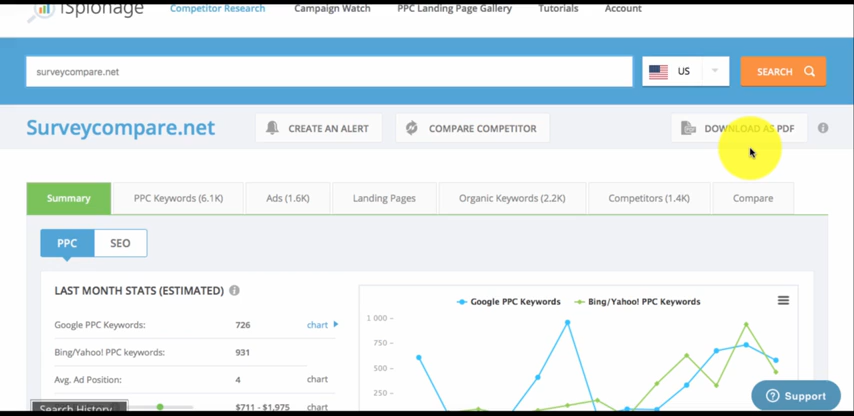 iSpionage
Competitor Research Campaign Watch PPC Landing Page Gallery Tutorials Account
surveycompare.net US SEARCH
Surveycompare.net CREATE AN ALERT COMPARE COMPETITOR DOWNLOAD AS PDF i
Summary PPC Keywords (6.1K) Ads (1.6K) Landing Pages Organic Keywords (2.2K) Competitors (1.4K) Compare
PPC SEO
LAST MONTH STATS (ESTIMATED) i
Google PPC Keywords Bing/Yahoo! PPC Keywords
Google PPC Keywords: 726 chart
Bing/Yahoo! PPC keywords: 931
Avg. Ad Position: 4 chart
$711 - $1,975 chart
1 000
750
500
250
Search History
? Support